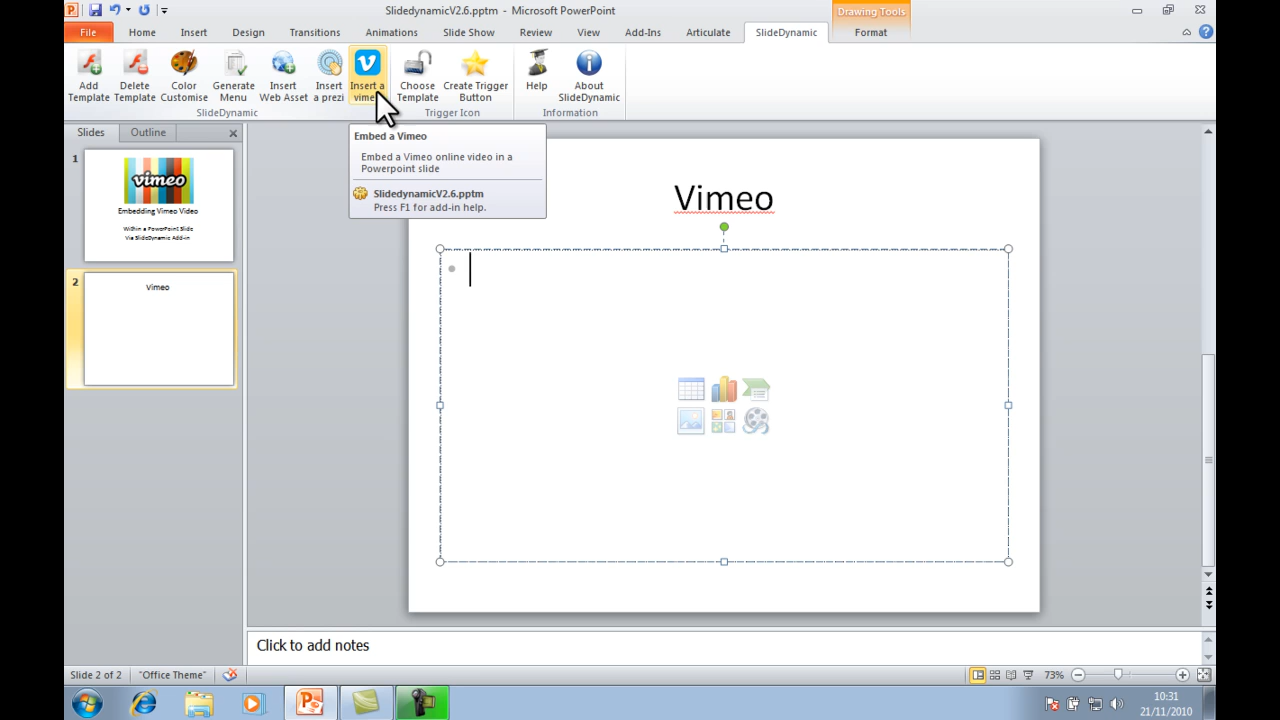 SlidedynamicV2.6.pptm - Microsoft PowerPoint
Drawing Tools
File Home Insert Design Transitions Animations Slide Show Review View Add-Ins Articulate SlideDynamic Format
Add Template
Delete Template
Color Customise
Generate Menu
Insert Web Asset
Insert a prezi
Insert a
Choose Template
Create Trigger Button
Help
About SlideDynamic
SlideDynamic
Trigger Icon
Information
Slides Outline
Embed a Vimeo
Embed a Vimeo online video in a
Powerpoint slide
SlidedynamicV2.6.pptm
Press F1 for add-in help.
1
vimeo
Embedding Vimeo Video
Within a PowerPoint Slide
Via SlideDynamic Add-in
2
Vimeo
Vimeo
Click to add notes
Slide 2 of 2 "Office Theme" 73%
10:31
21/11/2010